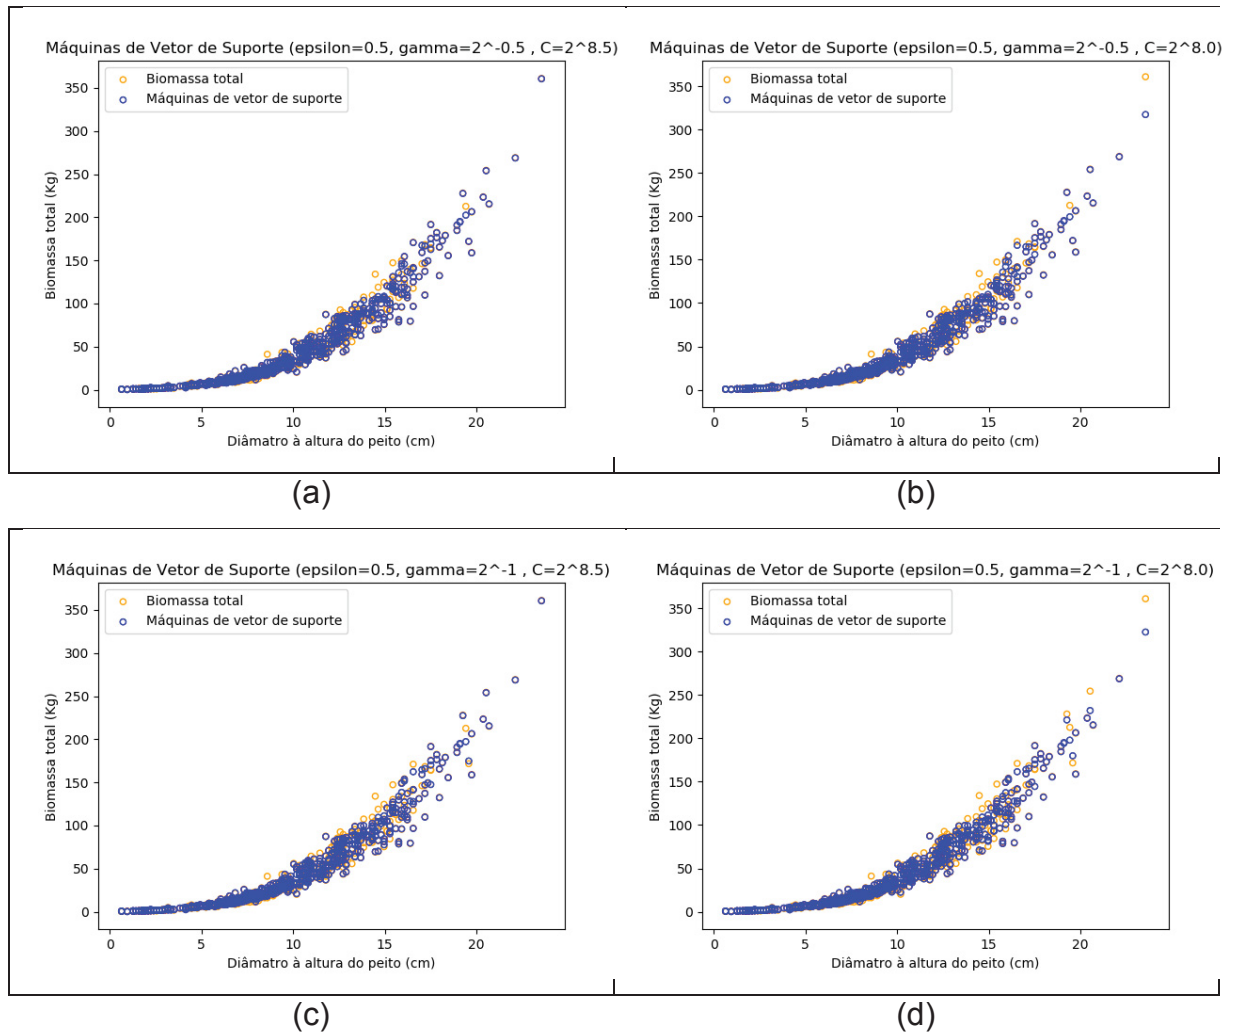 Máquinas de Vetor de Suporte (epsilon=0.5, gamma=2^-0.5 , C=2^8.5)
Biomassa total
Máquinas de vetor de suporte
Biomassa total (Kg)
350
300
250
200
150
100
50
0
0 5 10 15 20
Diâmatro à altura do peito (cm)
(a)
Máquinas de Vetor de Suporte (epsilon=0.5, gamma=2^-0.5 , C=2^8.0)
Biomassa total
Máquinas de vetor de suporte
Biomassa total (Kg)
350
300
250
200
150
100
50
0
0 5 10 15 20
Diâmatro à altura do peito (cm)
(b)
Máquinas de Vetor de Suporte (epsilon=0.5, gamma=2^-1 , C=2^8.5)
Biomassa total
Máquinas de vetor de suporte
Biomassa total (Kg)
350
300
250
200
150
100
50
0
0 5 10 15 20
Diâmatro à altura do peito (cm)
(c)
Máquinas de Vetor de Suporte (epsilon=0.5, gamma=2^-1 , C=2^8.0)
Biomassa total
Máquinas de vetor de suporte
Biomassa total (Kg)
350
300
250
200
150
100
50
0
0 5 10 15 20
Diâmatro à altura do peito (cm)
(d)